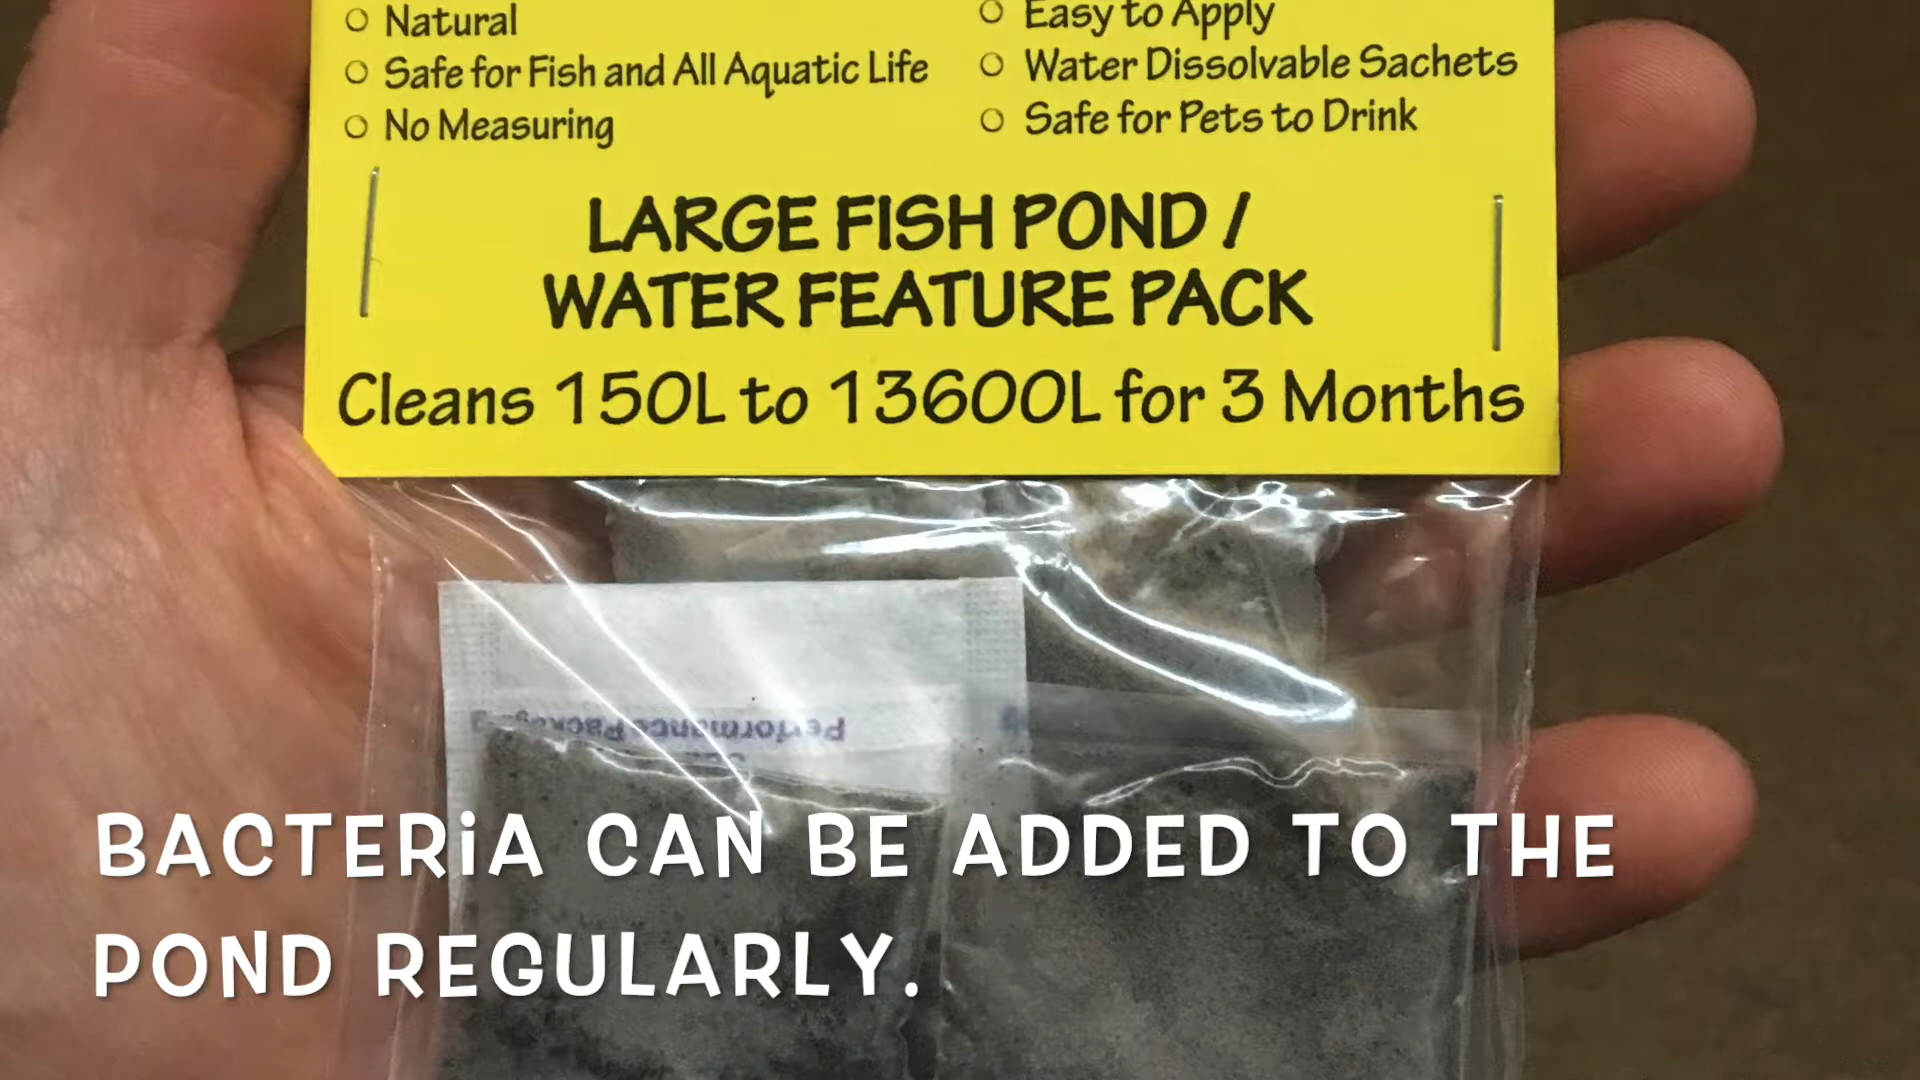 Natural
Safe for Fish and All Aquatic Life
No Measuring
Easy to Apply
Water Dissolvable Sachets
Safe for Pets to Drink
LARGE FISH POND /
WATER FEATURE PACK
Cleans 150L to 13600L for 3 Months
Performance Packaging
BACTERiA CAN BE ADDED TO THE
POND REGULARLY.